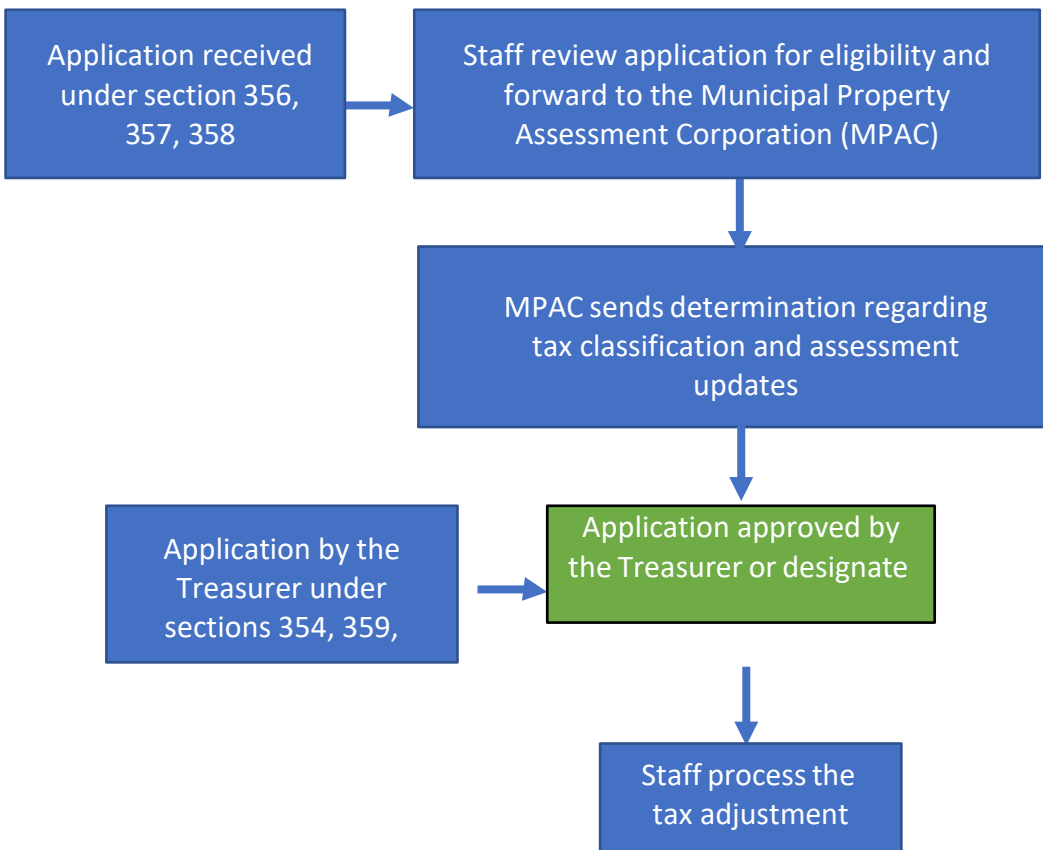 Application received
under section 356,
357, 358
Staff review application for eligibility and
forward to the Municipal Property
Assessment Corporation (MPAC)
MPAC sends determination regarding
tax classification and assessment
updates
Application by the
Treasurer under
sections 354, 359,
Application approved by
the Treasurer or designate
Staff process the
tax adjustment